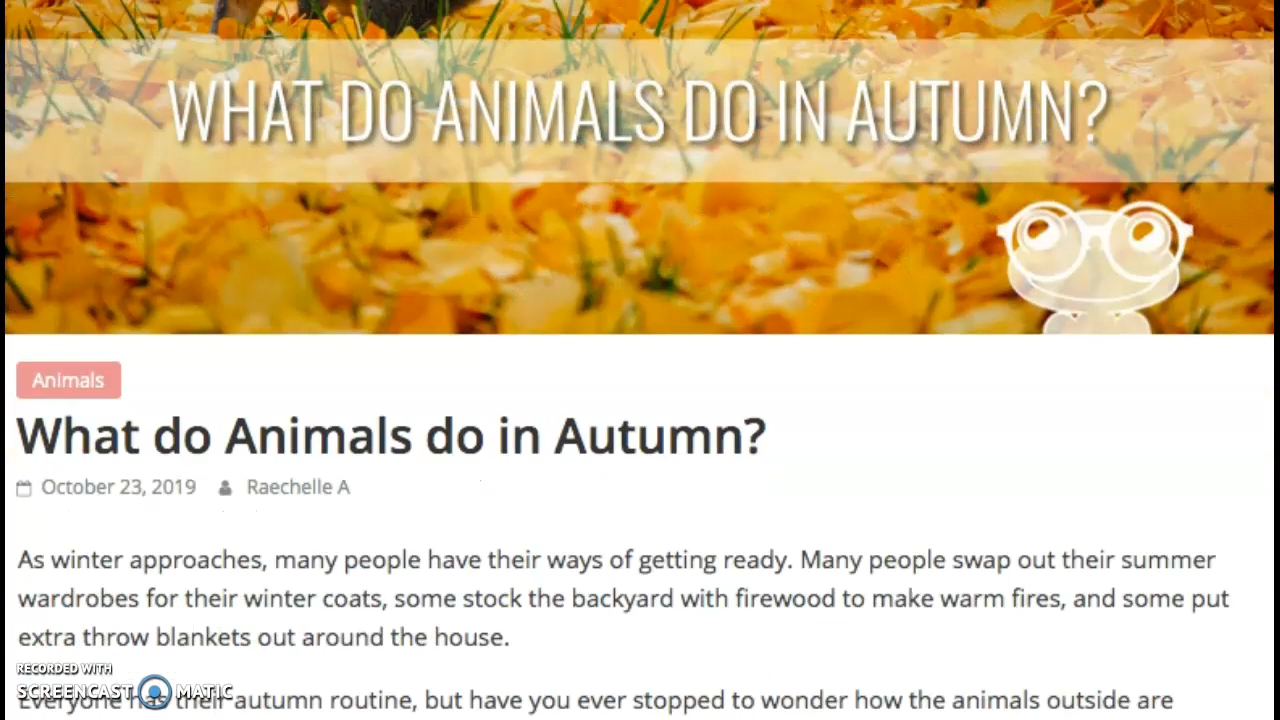 WHAT DO ANIMALS DO IN AUTUMN?
Animals
What do Animals do in Autumn?
October 23, 2019 Raechelle A
As winter approaches, many people have their ways of getting ready. Many people swap out their summer
wardrobes for their winter coats, some stock the backyard with firewood to make warm fires, and some put
extra throw blankets out around the house.
RECORDED WITH
SCREENCAST MATIC
Everyone has their autumn routine, but have you ever stopped to wonder how the animals outside are